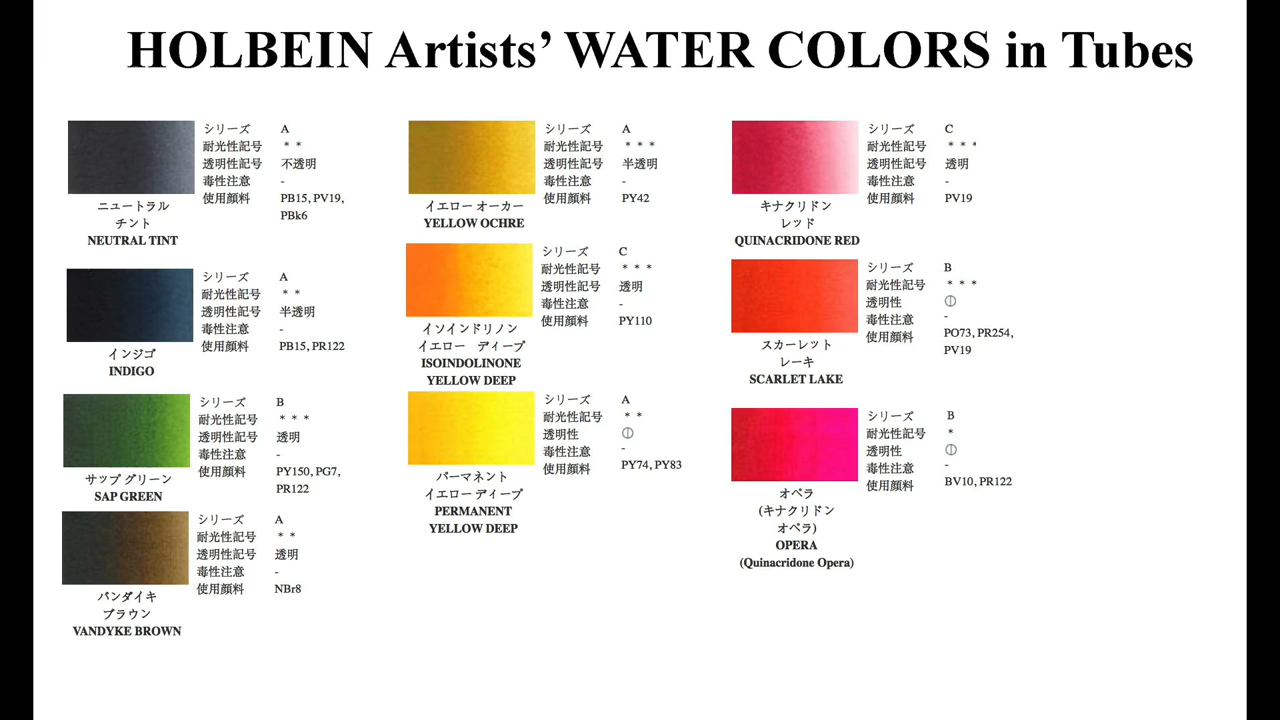 HOLBEIN Artists' WATER COLORS in Tubes
シリーズ A
耐光性記号 * *
透明性記号 不透明
毒性注意 -
使用顔料 PB15, PV19,
PBk6
ニュートラル
チント
NEUTRAL TINT
シリーズ A
耐光性記号 * *
透明性記号 半透明
毒性注意 -
使用顔料 PB15, PR122
インジゴ
INDIGO
シリーズ B
耐光性記号 * * *
透明性記号 透明
毒性注意 -
使用顔料 PY150, PG7,
PR122
サップ グリーン
SAP GREEN
シリーズ A
耐光性記号 * *
透明性記号 透明
毒性注意 -
使用顔料 NBr8
バンダイキ
ブラウン
VANDYKE BROWN
シリーズ A
耐光性記号 * * *
透明性記号 半透明
毒性注意 -
使用顔料 PY42
イエロー オーカー
YELLOW OCHRE
シリーズ C
耐光性記号 * * *
透明性記号 透明
毒性注意 -
使用顔料 PY110
イソインドリノン
イエロー ディープ
ISOINDOLINONE
YELLOW DEEP
シリーズ A
耐光性記号 * *
透明性 ⦶
毒性注意 -
使用顔料 PY74, PY83
パーマネント
イエロー ディープ
PERMANENT
YELLOW DEEP
シリーズ C
耐光性記号 * * *
透明性記号 透明
毒性注意 -
使用顔料 PV19
キナクリドン
レッド
QUINACRIDONE RED
シリーズ B
耐光性記号 * * *
透明性 ⦶
毒性注意 -
使用顔料 PO73, PR254,
PV19
スカーレット
レーキ
SCARLET LAKE
シリーズ B
耐光性記号 *
透明性 ⦶
毒性注意 -
使用顔料 BV10, PR122
オペラ
(キナクリドン
オペラ)
OPERA
(Quinacridone Opera)